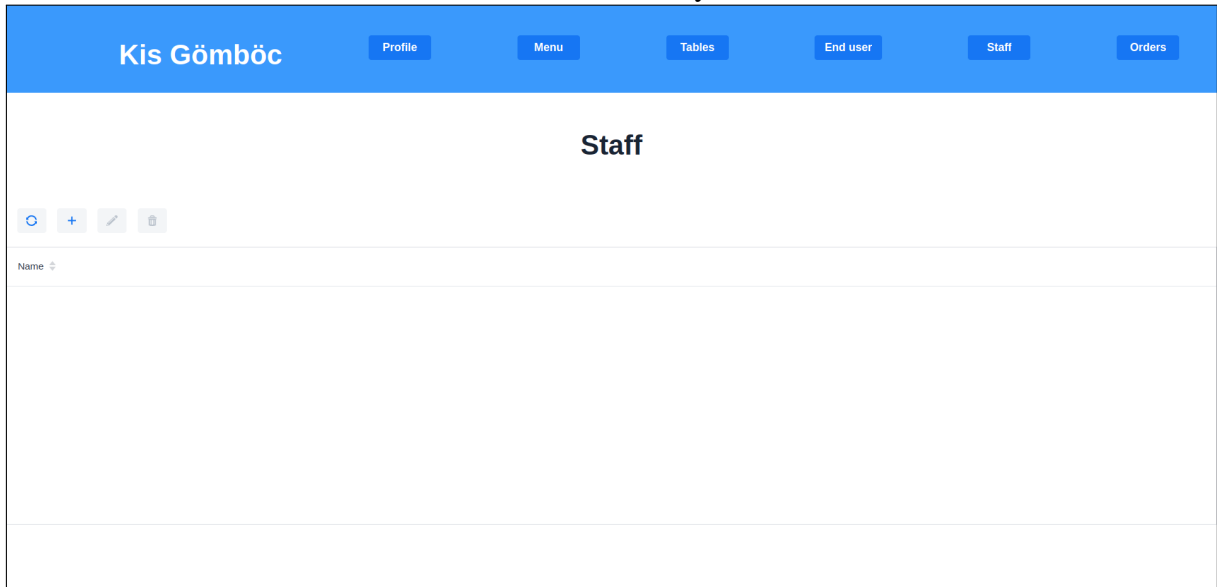 Kis Gömböc
Profile
Menu
Tables
End user
Staff
Orders
Staff
Name